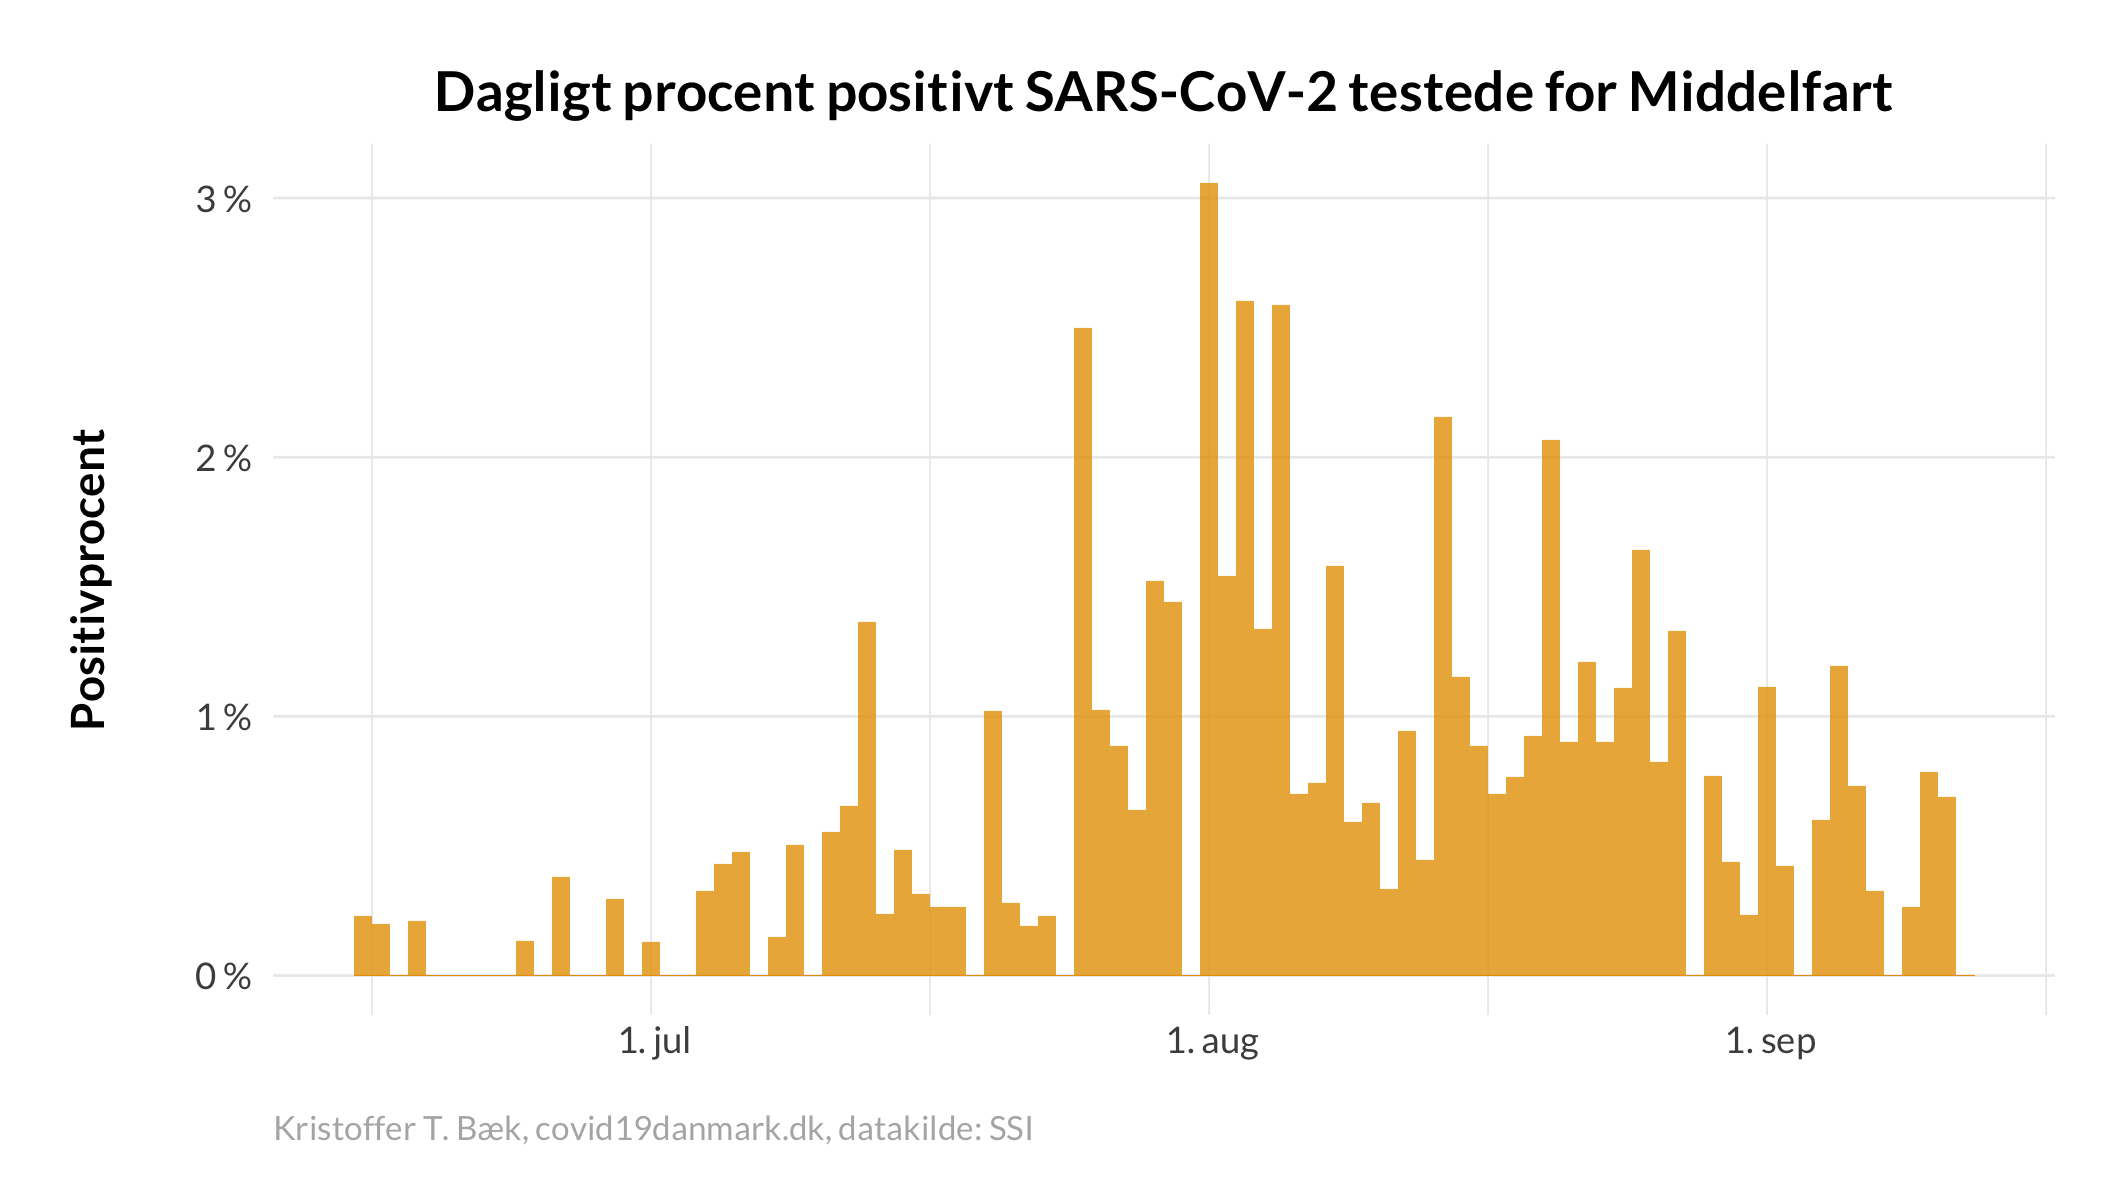 Dagligt procent positivt SARS-CoV-2 testede for Middelfart
Positivprocent
3 %
2 %
1 %
0 %
1. jul
1. aug
1. sep
Kristoffer T. Bæk, covid19danmark.dk, datakilde: SSI